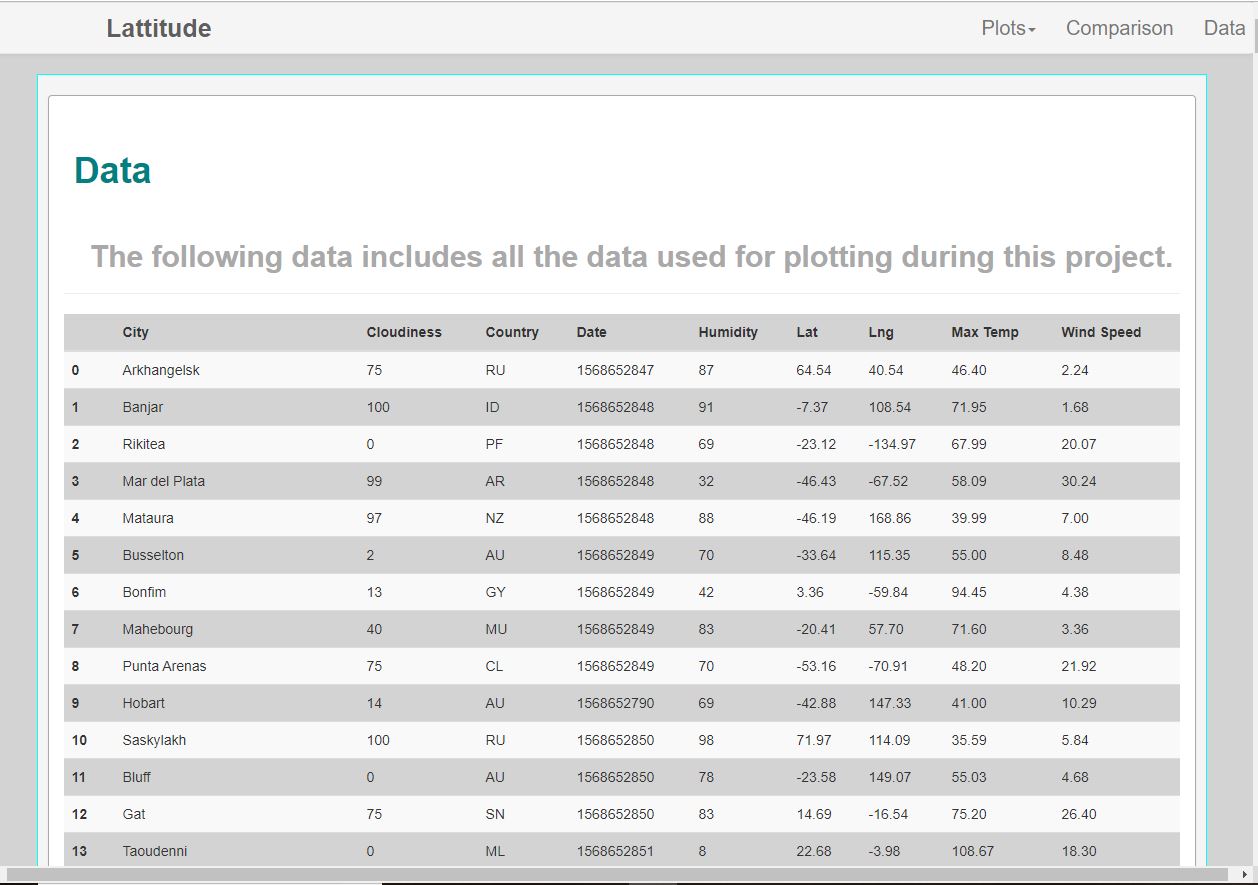 Lattitude Plots Comparison Data
Data
The following data includes all the data used for plotting during this project.
City Cloudiness Country Date Humidity Lat Lng Max Temp Wind Speed
0 Arkhangelsk 75 RU 1568652847 87 64.54 40.54 46.40 2.24
1 Banjar 100 ID 1568652848 91 -7.37 108.54 71.95 1.68
2 Rikitea 0 PF 1568652848 69 -23.12 -134.97 67.99 20.07
3 Mar del Plata 99 AR 1568652848 32 -46.43 -67.52 58.09 30.24
4 Mataura 97 NZ 1568652848 88 -46.19 168.86 39.99 7.00
5 Busselton 2 AU 1568652849 70 -33.64 115.35 55.00 8.48
6 Bonfim 13 GY 1568652849 42 3.36 -59.84 94.45 4.38
7 Mahebourg 40 MU 1568652849 83 -20.41 57.70 71.60 3.36
8 Punta Arenas 75 CL 1568652849 70 -53.16 -70.91 48.20 21.92
9 Hobart 14 AU 1568652790 69 -42.88 147.33 41.00 10.29
10 Saskylakh 100 RU 1568652850 98 71.97 114.09 35.59 5.84
11 Bluff 0 AU 1568652850 78 -23.58 149.07 55.03 4.68
12 Gat 75 SN 1568652850 83 14.69 -16.54 75.20 26.40
13 Taoudenni 0 ML 1568652851 8 22.68 -3.98 108.67 18.30